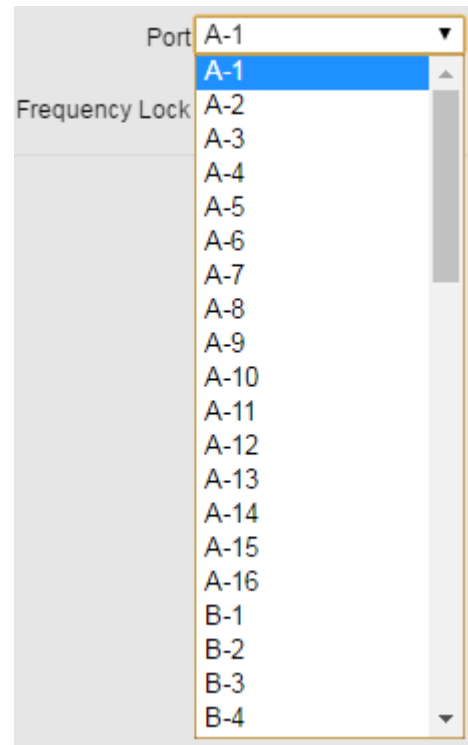 Port A-1
A-1
Frequency Lock A-2
A-3
A-4
A-5
A-6
A-7
A-8
A-9
A-10
A-11
A-12
A-13
A-14
A-15
A-16
B-1
B-2
B-3
B-4